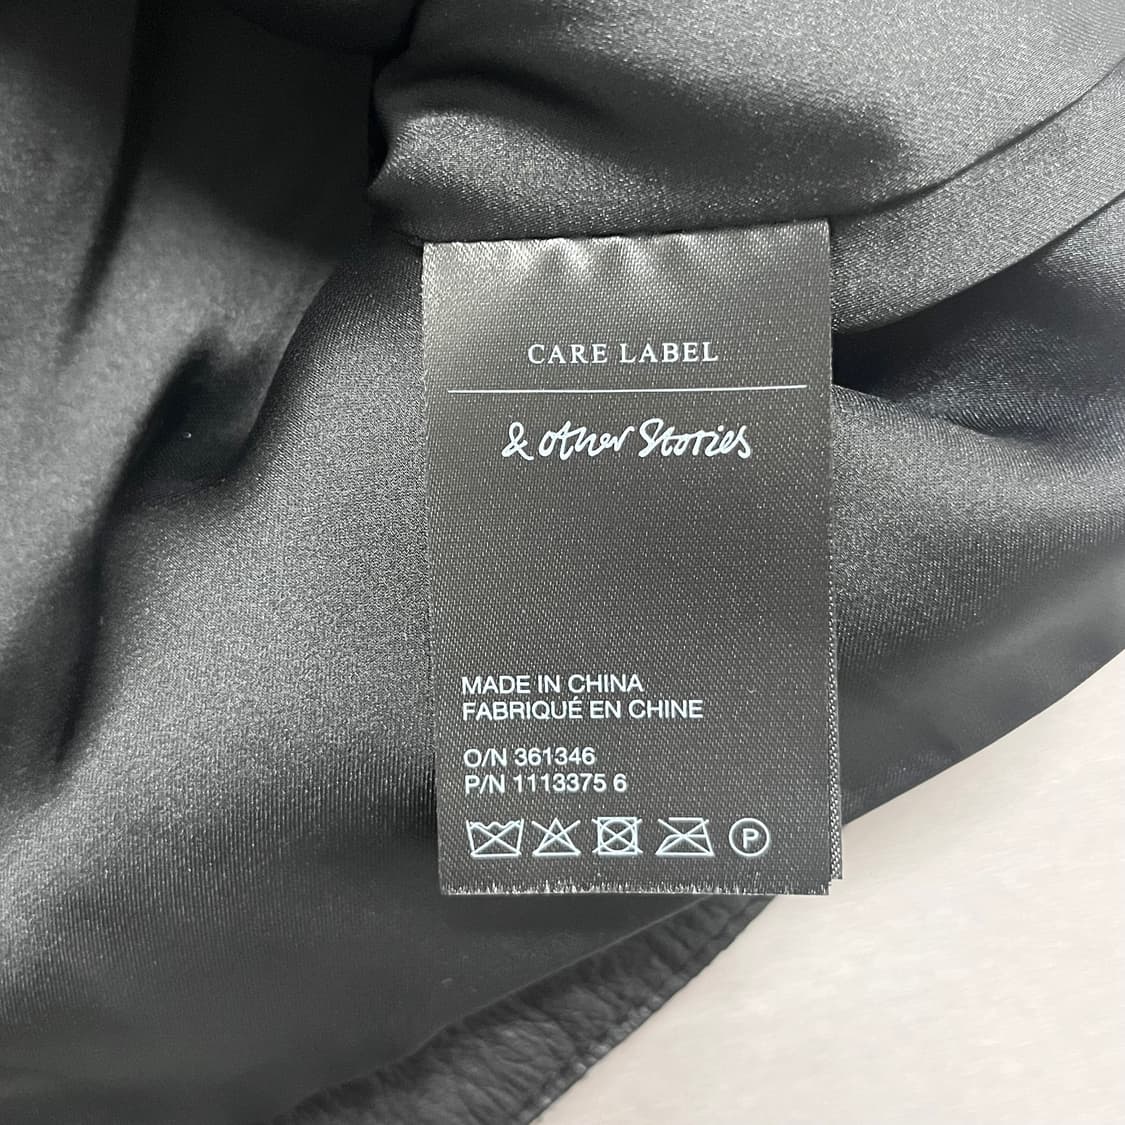 CARE LABEL
& other Stories
MADE IN CHINA
FABRIQUÉ EN CHINE
O/N 361346
P/N 1113375 6
P